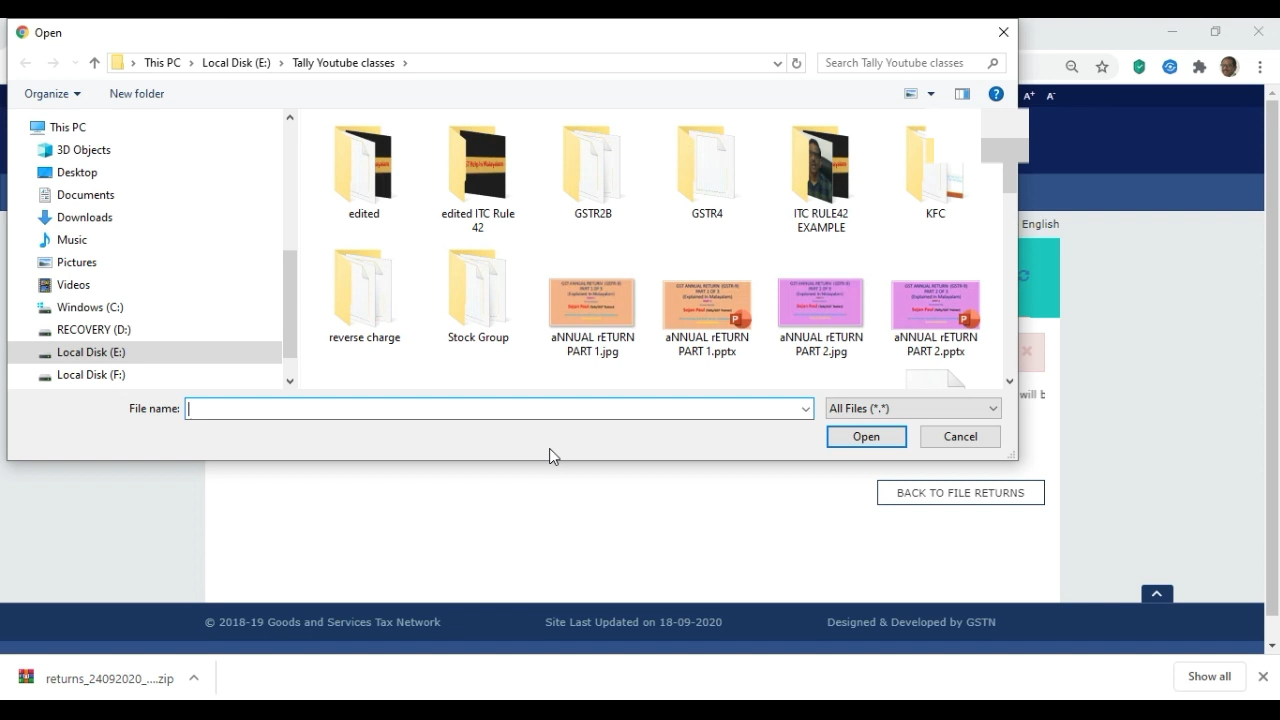 Open
This PC
Local Disk (E:)
Tally Youtube classes
Search Tally Youtube classes
Organize
New folder
A+ A-
This PC
3D Objects
Desktop
Documents
Downloads
Music
Pictures
Videos
Windows (C:)
RECOVERY (D:)
Local Disk (E:)
Local Disk (F:)
edited
edited ITC Rule
42
GSTR2B
GSTR4
ITC RULE42
EXAMPLE
KFC
reverse charge
Stock Group
aNNUAL rETURN
PART 1.jpg
aNNUAL rETURN
PART 1.pptx
aNNUAL rETURN
PART 2.jpg
aNNUAL rETURN
PART 2.pptx
English
will b
File name:
All Files (*.*)
Open
Cancel
BACK TO FILE RETURNS
© 2018-19 Goods and Services Tax Network
Site Last Updated on 18-09-2020
Designed & Developed by GSTN
returns_24092020_....zip
Show all